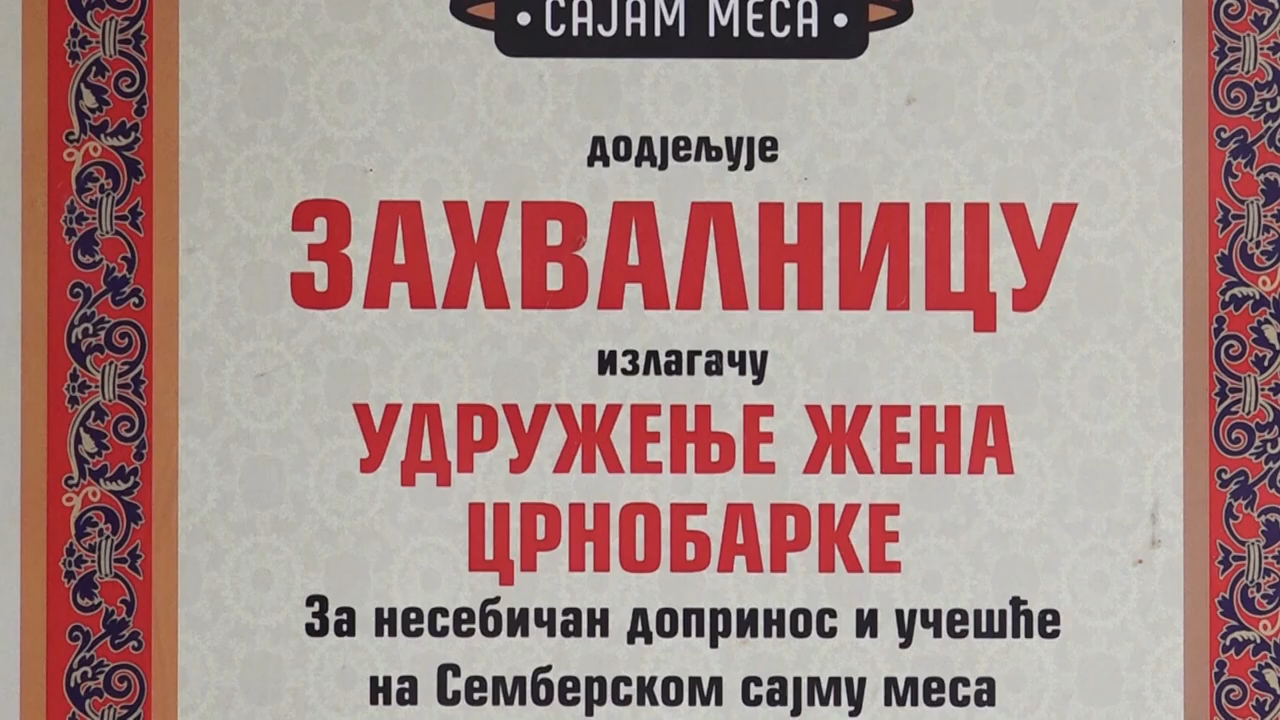 • САЈАМ МЕСА •
додјељује
ЗАХВАЛНИЦУ
излагачу
УДРУЖЕЊЕ ЖЕНА
ЦРНОБАРКЕ
За несебичан допринос и учешће
на Семберском сајму меса